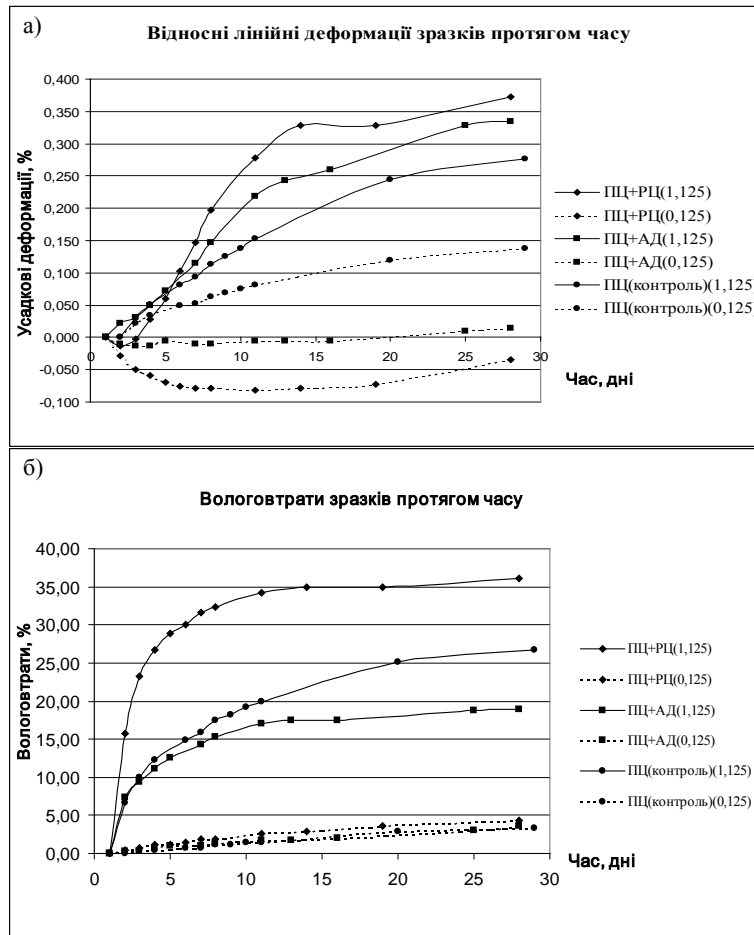 а)
Відносні лінійні деформації зразків протягом часу
0,400
0,350
0,300
0,250
0,200
0,150
0,100
0,050
0,000
-0,050
-0,100
Усадкові деформації, %
0 5 10 15 20 25 30
Час, дні
ПЦ+РЦ(1,125)
ПЦ+РЦ(0,125)
ПЦ+АД(1,125)
ПЦ+АД(0,125)
ПЦ(контроль)(1,125)
ПЦ(контроль)(0,125)
б)
Вологовтрати зразків протягом часу
40,00
35,00
30,00
25,00
20,00
15,00
10,00
5,00
0,00
Вологовтрати, %
0 5 10 15 20 25 30
Час, дні
ПЦ+РЦ(1,125)
ПЦ+РЦ(0,125)
ПЦ+АД(1,125)
ПЦ+АД(0,125)
ПЦ(контроль)(1,125)
ПЦ(контроль)(0,125)